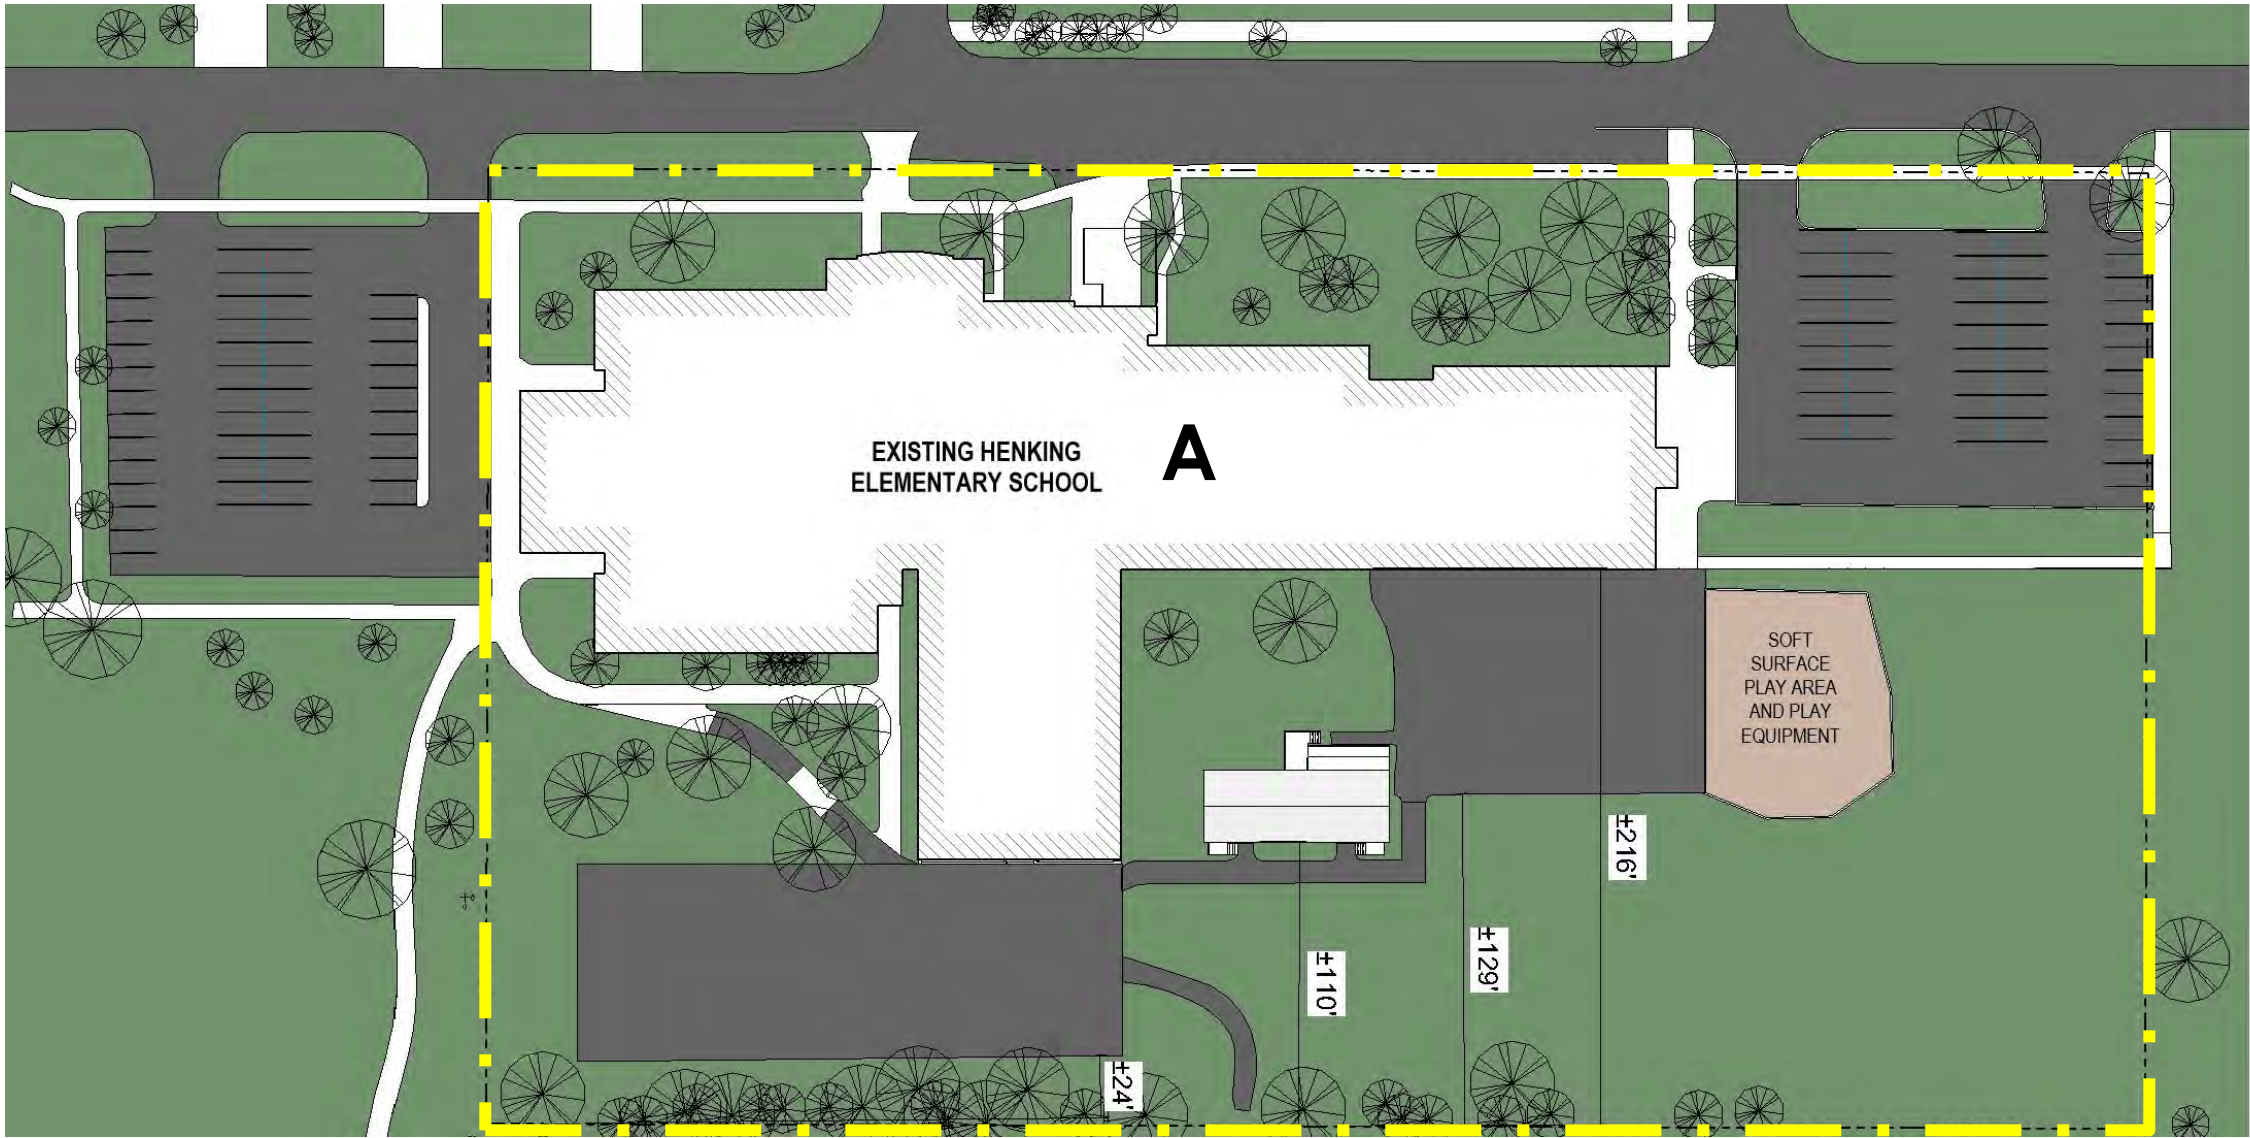 EXISTING HENKING
ELEMENTARY SCHOOL
A
SOFT
SURFACE
PLAY AREA
AND PLAY
EQUIPMENT
±216'
±129'
±110'
±24'